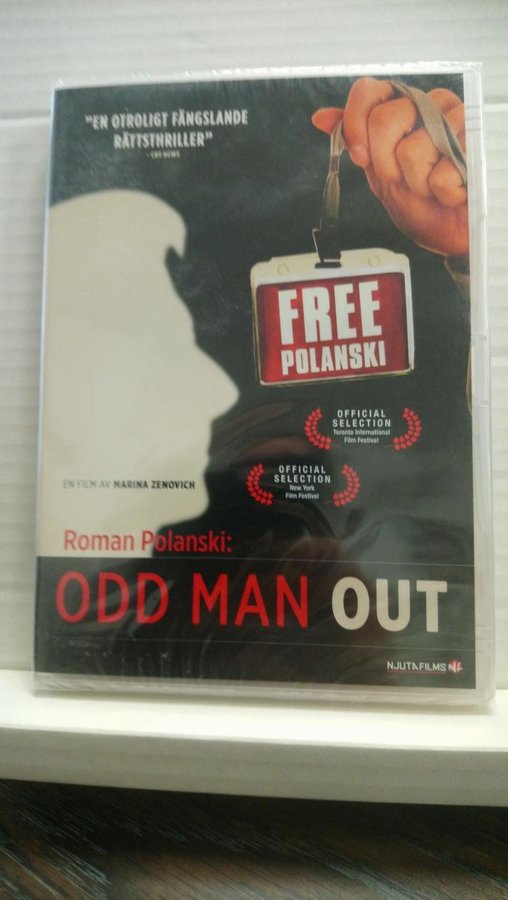 "EN OTROLIGT FÄNGSLANDE
RÄTTSTHRILLER"
- CBS NEWS
FREE
POLANSKI
OFFICIAL
SELECTION
Toronto International
Film Festival
OFFICIAL
SELECTION
New York
Film Festival
EN FILM AV MARINA ZENOVICH
Roman Polanski:
ODD MAN OUT
NJUTAFILMS